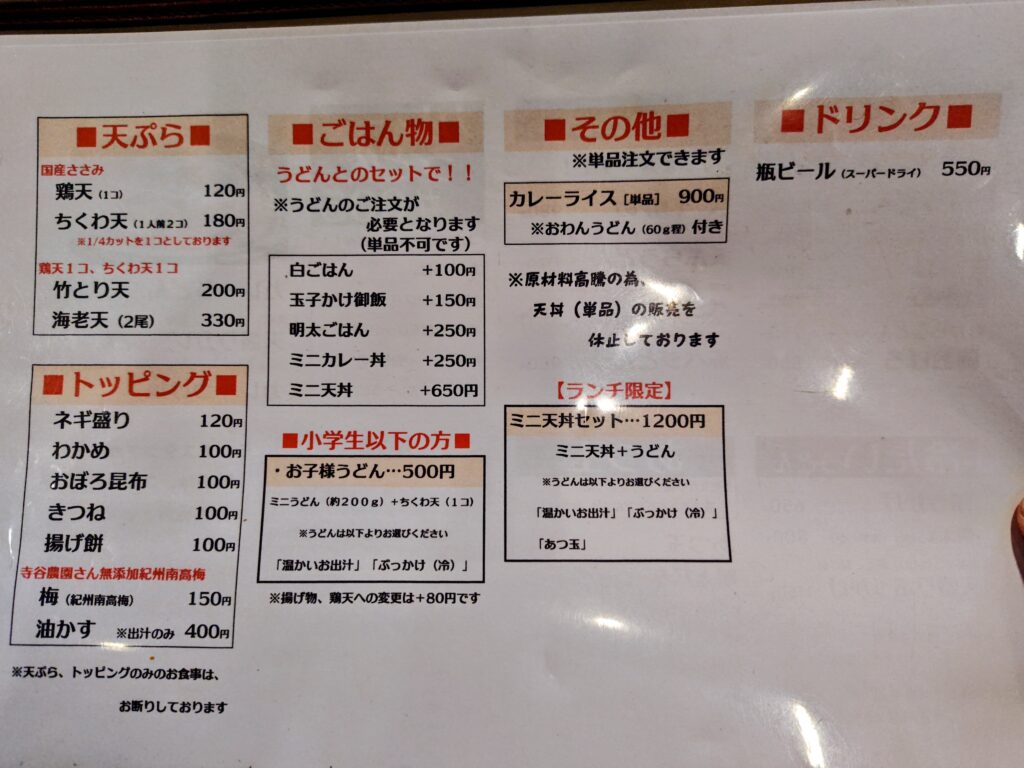 ■天ぷら■
国産ささみ
鶏天（1コ） 120円
ちくわ天（1人前2コ） 180円
※1/4カットを1コとしております
鶏天1コ、ちくわ天1コ
竹とり天 200円
海老天（2尾） 330円
■トッピング■
ネギ盛り 120円
わかめ 100円
おぼろ昆布 100円
きつね 100円
揚げ餅 100円
寺谷農園さん無添加紀州南高梅
梅（紀州南高梅） 150円
油かす ※出汁のみ 400円
※天ぷら、トッピングのみのお食事は、
お断りしております
■ごはん物■
うどんとのセットで！！
※うどんのご注文が
必要となります
（単品不可です）
白ごはん +100円
玉子かけ御飯 +150円
明太ごはん +250円
ミニカレー丼 +250円
ミニ天丼 +650円
■小学生以下の方■
・お子様うどん…500円
ミニうどん（約200g）+ちくわ天（1コ）
※うどんは以下よりお選びください
「温かいお出汁」「ぶっかけ（冷）」
※揚げ物、鶏天への変更は+80円です
■その他■
※単品注文できます
カレーライス［単品］ 900円
※おわんうどん（60g程）付き
※原材料高騰の為、
天丼（単品）の販売を
休止しております
【ランチ限定】
ミニ天丼セット…1200円
ミニ天丼＋うどん
※うどんは以下よりお選びください
「温かいお出汁」「ぶっかけ（冷）」
「あつ玉」
■ドリンク■
瓶ビール（スーパードライ） 550円